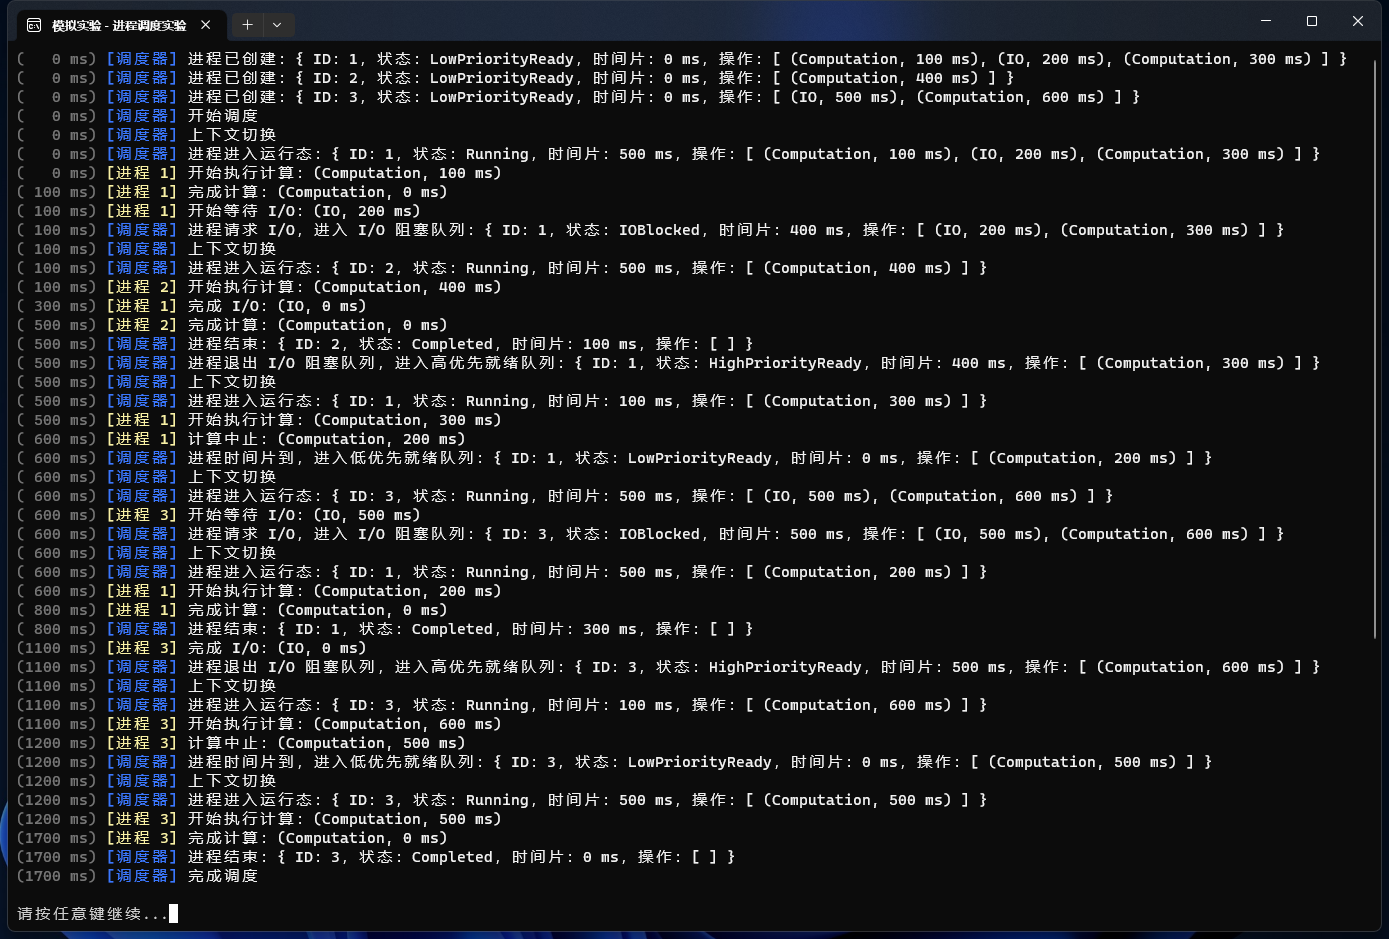 模拟实验 - 进程调度实验
(   0 ms) [调度器] 进程已创建: { ID: 1, 状态: LowPriorityReady, 时间片: 0 ms, 操作: [ (Computation, 100 ms), (IO, 200 ms), (Computation, 300 ms) ] }
(   0 ms) [调度器] 进程已创建: { ID: 2, 状态: LowPriorityReady, 时间片: 0 ms, 操作: [ (Computation, 400 ms) ] }
(   0 ms) [调度器] 进程已创建: { ID: 3, 状态: LowPriorityReady, 时间片: 0 ms, 操作: [ (IO, 500 ms), (Computation, 600 ms) ] }
(   0 ms) [调度器] 开始调度
(   0 ms) [调度器] 上下文切换
(   0 ms) [调度器] 进程进入运行态: { ID: 1, 状态: Running, 时间片: 500 ms, 操作: [ (Computation, 100 ms), (IO, 200 ms), (Computation, 300 ms) ] }
(   0 ms) [进程 1] 开始执行计算: (Computation, 100 ms)
( 100 ms) [进程 1] 完成计算: (Computation, 0 ms)
( 100 ms) [进程 1] 开始等待 I/O: (IO, 200 ms)
( 100 ms) [调度器] 进程请求 I/O, 进入 I/O 阻塞队列: { ID: 1, 状态: IOBlocked, 时间片: 400 ms, 操作: [ (IO, 200 ms), (Computation, 300 ms) ] }
( 100 ms) [调度器] 上下文切换
( 100 ms) [调度器] 进程进入运行态: { ID: 2, 状态: Running, 时间片: 500 ms, 操作: [ (Computation, 400 ms) ] }
( 100 ms) [进程 2] 开始执行计算: (Computation, 400 ms)
( 300 ms) [进程 1] 完成 I/O: (IO, 0 ms)
( 500 ms) [进程 2] 完成计算: (Computation, 0 ms)
( 500 ms) [调度器] 进程结束: { ID: 2, 状态: Completed, 时间片: 100 ms, 操作: [ ] }
( 500 ms) [调度器] 进程退出 I/O 阻塞队列, 进入高优先就绪队列: { ID: 1, 状态: HighPriorityReady, 时间片: 400 ms, 操作: [ (Computation, 300 ms) ] }
( 500 ms) [调度器] 上下文切换
( 500 ms) [调度器] 进程进入运行态: { ID: 1, 状态: Running, 时间片: 100 ms, 操作: [ (Computation, 300 ms) ] }
( 500 ms) [进程 1] 开始执行计算: (Computation, 300 ms)
( 600 ms) [进程 1] 计算中止: (Computation, 200 ms)
( 600 ms) [调度器] 进程时间片到, 进入低优先就绪队列: { ID: 1, 状态: LowPriorityReady, 时间片: 0 ms, 操作: [ (Computation, 200 ms) ] }
( 600 ms) [调度器] 上下文切换
( 600 ms) [调度器] 进程进入运行态: { ID: 3, 状态: Running, 时间片: 500 ms, 操作: [ (IO, 500 ms), (Computation, 600 ms) ] }
( 600 ms) [进程 3] 开始等待 I/O: (IO, 500 ms)
( 600 ms) [调度器] 进程请求 I/O, 进入 I/O 阻塞队列: { ID: 3, 状态: IOBlocked, 时间片: 500 ms, 操作: [ (IO, 500 ms), (Computation, 600 ms) ] }
( 600 ms) [调度器] 上下文切换
( 600 ms) [调度器] 进程进入运行态: { ID: 1, 状态: Running, 时间片: 500 ms, 操作: [ (Computation, 200 ms) ] }
( 600 ms) [进程 1] 开始执行计算: (Computation, 200 ms)
( 800 ms) [进程 1] 完成计算: (Computation, 0 ms)
( 800 ms) [调度器] 进程结束: { ID: 1, 状态: Completed, 时间片: 300 ms, 操作: [ ] }
(1100 ms) [进程 3] 完成 I/O: (IO, 0 ms)
(1100 ms) [调度器] 进程退出 I/O 阻塞队列, 进入高优先就绪队列: { ID: 3, 状态: HighPriorityReady, 时间片: 500 ms, 操作: [ (Computation, 600 ms) ] }
(1100 ms) [调度器] 上下文切换
(1100 ms) [调度器] 进程进入运行态: { ID: 3, 状态: Running, 时间片: 100 ms, 操作: [ (Computation, 600 ms) ] }
(1100 ms) [进程 3] 开始执行计算: (Computation, 600 ms)
(1200 ms) [进程 3] 计算中止: (Computation, 500 ms)
(1200 ms) [调度器] 进程时间片到, 进入低优先就绪队列: { ID: 3, 状态: LowPriorityReady, 时间片: 0 ms, 操作: [ (Computation, 500 ms) ] }
(1200 ms) [调度器] 上下文切换
(1200 ms) [调度器] 进程进入运行态: { ID: 3, 状态: Running, 时间片: 500 ms, 操作: [ (Computation, 500 ms) ] }
(1200 ms) [进程 3] 开始执行计算: (Computation, 500 ms)
(1700 ms) [进程 3] 完成计算: (Computation, 0 ms)
(1700 ms) [调度器] 进程结束: { ID: 3, 状态: Completed, 时间片: 0 ms, 操作: [ ] }
(1700 ms) [调度器] 完成调度
请按任意键继续...